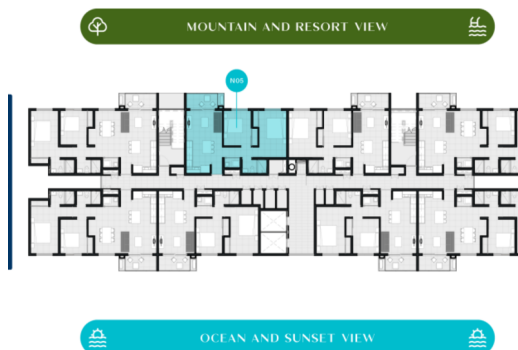 MOUNTAIN AND RESORT VIEW
N05
OCEAN AND SUNSET VIEW